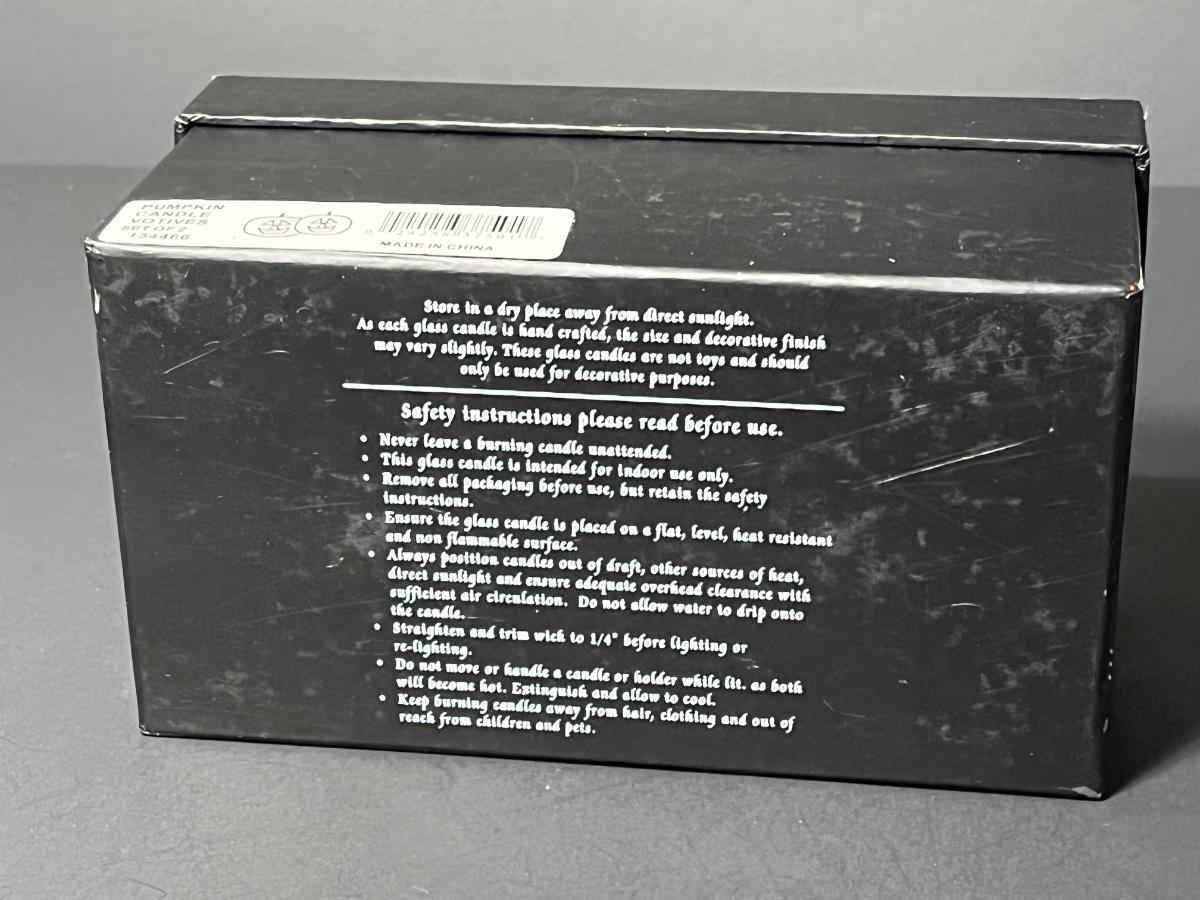 PUMPKIN
CANDLE
VOTIVES
SET OF 2
134466
MADE IN CHINA
Store in a dry place away from direct sunlight.
As each glass candle is hand crafted, the size and decorative finish
may vary slightly. These glass candles are not toys and should
only be used for decorative purposes.
Safety instructions please read before use.
• Never leave a burning candle unattended.
• This glass candle is intended for indoor use only.
• Remove all packaging before use, but retain the safety
instructions.
• Ensure the glass candle is placed on a flat, level, heat resistant
and non flammable surface.
• Always position candles out of draft, other sources of heat,
direct sunlight and ensure adequate overhead clearance with
sufficient air circulation. Do not allow water to drip onto
the candle.
• Straighten and trim wick to 1/4" before lighting or
re-lighting.
• Do not move or handle a candle or holder while lit. as both
will become hot. Extinguish and allow to cool.
• Keep burning candles away from hair, clothing and out of
reach from children and pets.